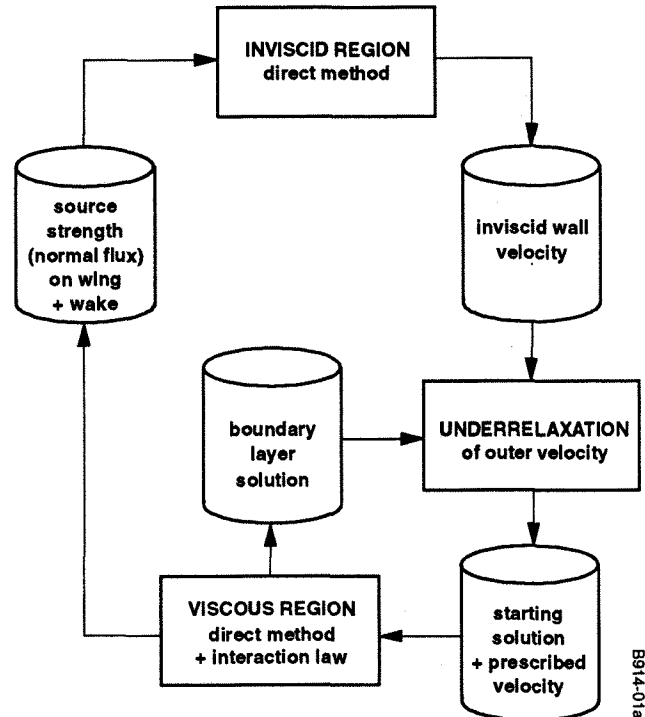 INVISCID REGION
direct method
source
strength
(normal flux)
on wing
+ wake
inviscid wall
velocity
boundary
layer
solution
UNDERRELAXATION
of outer velocity
VISCOUS REGION
direct method
+ interaction law
starting
solution
+ prescribed
velocity
B914-01a